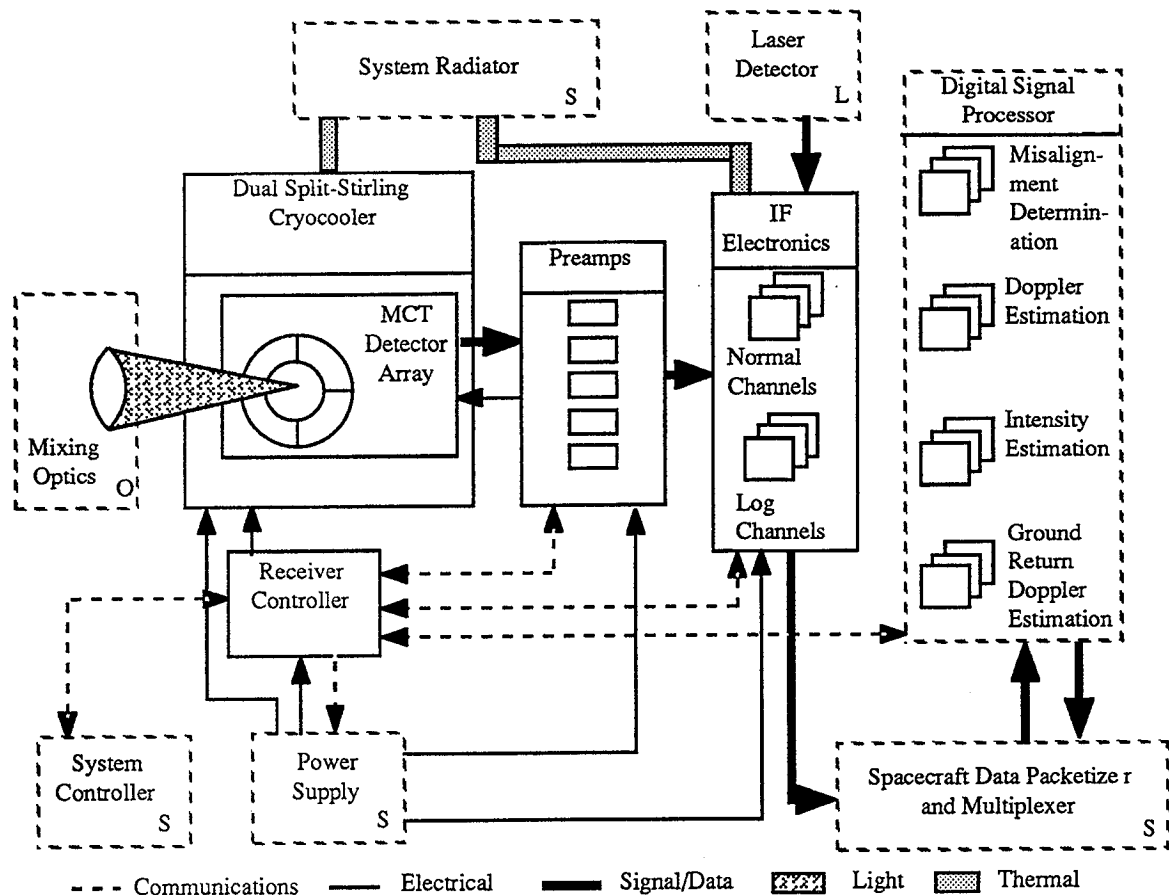 System Radiator
S
Laser
Detector
L
Digital Signal
Processor
Misalign-
ment
Determin-
ation
Doppler
Estimation
Intensity
Estimation
Ground
Return
Doppler
Estimation
Dual Split-Stirling
Cryocooler
MCT
Detector
Array
Preamps
IF
Electronics
Normal
Channels
Log
Channels
Mixing
Optics
O
Receiver
Controller
System
Controller
S
Power
Supply
S
Spacecraft Data Packetize r
and Multiplexer
S
Communications
Electrical
Signal/Data
Light
Thermal